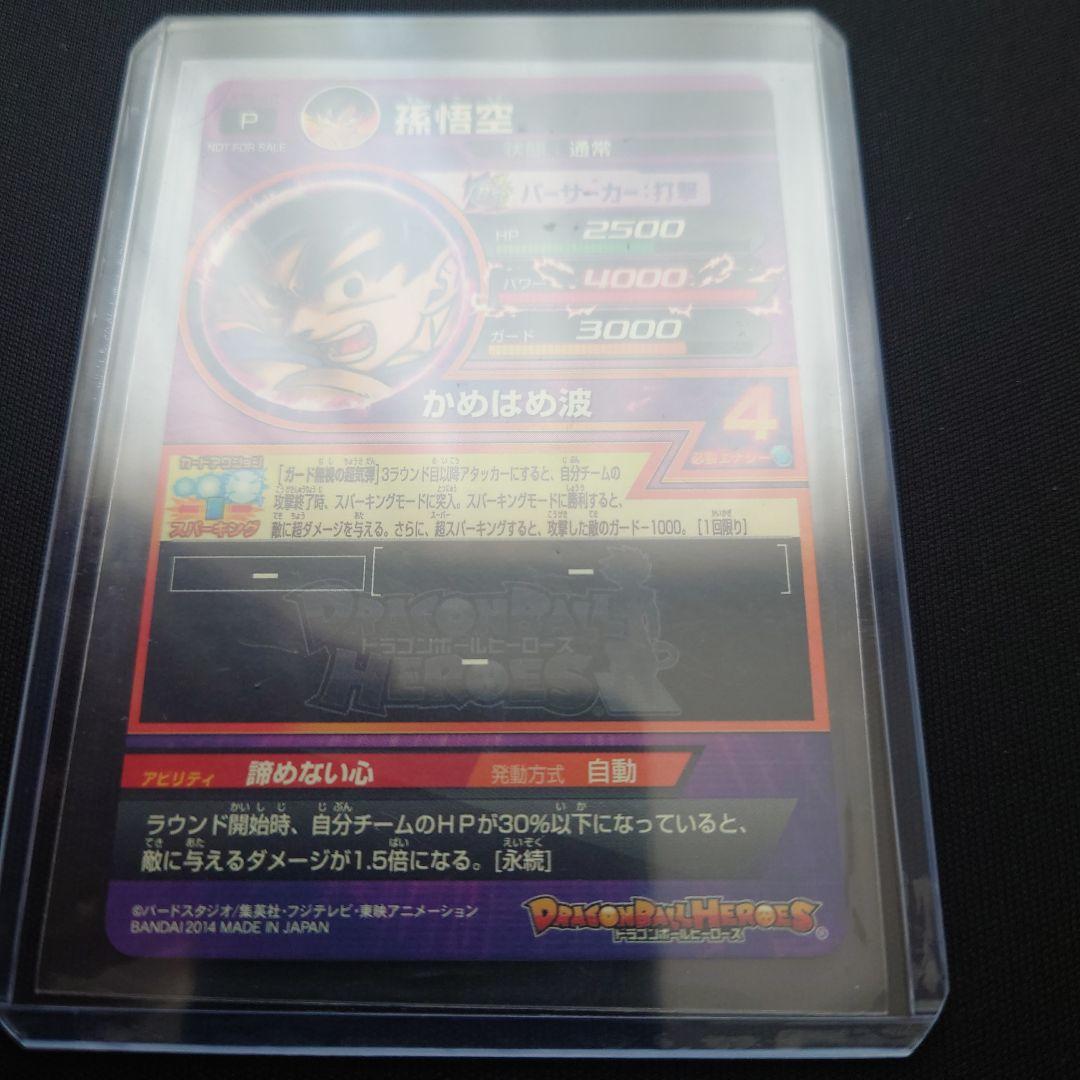 P
NOT FOR SALE
孫悟空
状態：通常
バーサーカー：打撃
HP 2500
パワー 4000
ガード 3000
かめはめ波
4
必要エナジー
カードアクション
スパーキング
[ガード無視の超気弾]3ラウンド目以降アタッカーにすると、自分チームの
攻撃終了時、スパーキングモードに突入。スパーキングモードに勝利すると、
敵に超ダメージを与える。さらに、超スパーキングすると、攻撃した敵のガード-1000。[1回限り]
ー
ー
ー
DRAGONBALL
ドラゴンボールヒーローズ
HEROES
アビリティ 諦めない心 発動方式 自動
ラウンド開始時、自分チームのHPが30%以下になっていると、
敵に与えるダメージが1.5倍になる。[永続]
©バードスタジオ/集英社・フジテレビ・東映アニメーション
BANDAI 2014 MADE IN JAPAN
DRAGONBALL HEROES
ドラゴンボールヒーローズ
®